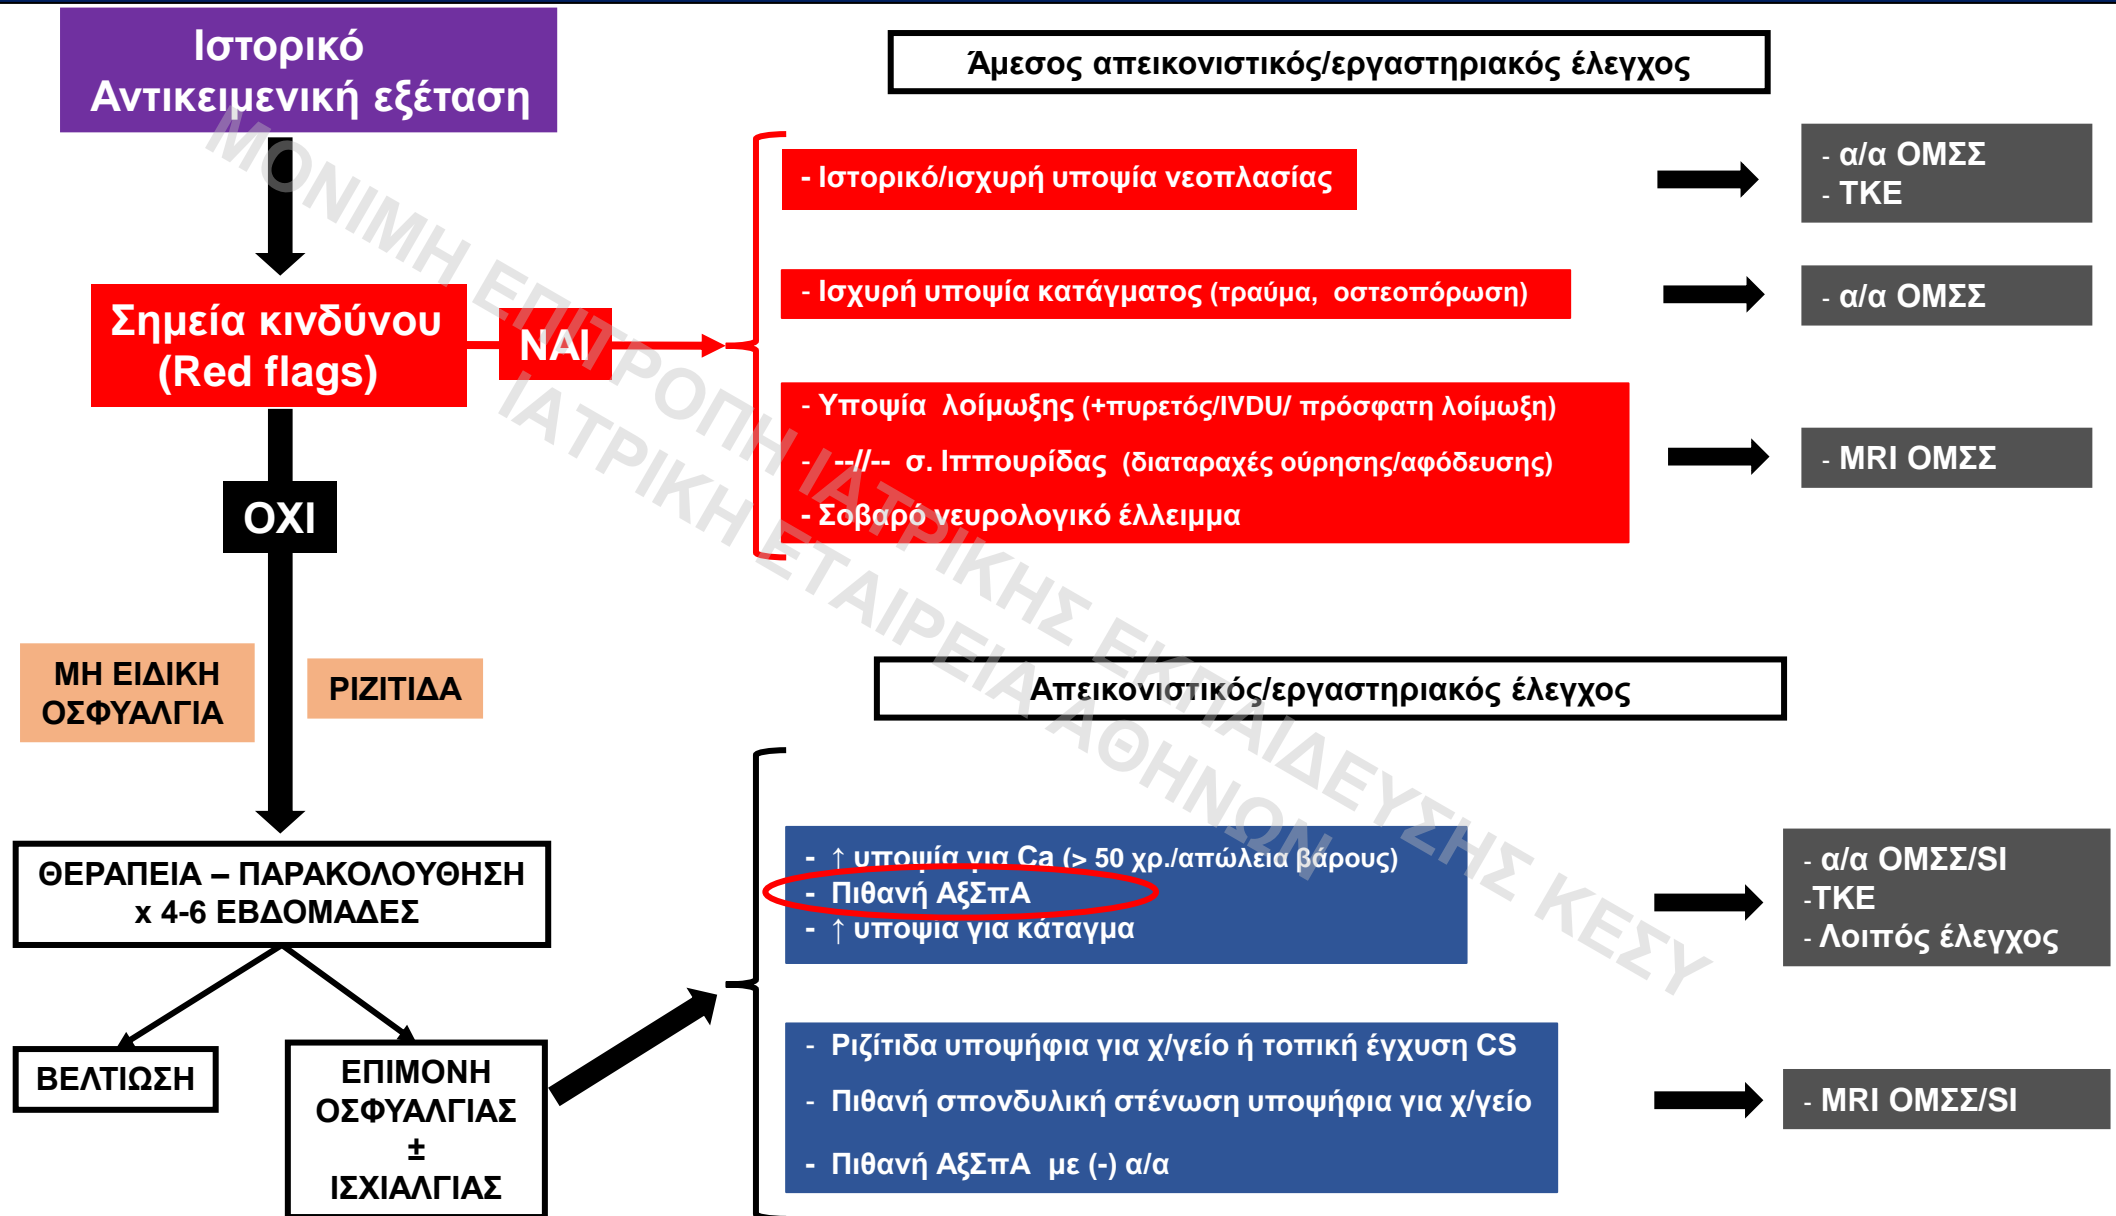 Ιστορικό
Αντικειμενική εξέταση
Άμεσος απεικονιστικός/εργαστηριακός έλεγχος
- Ιστορικό/ισχυρή υποψία νεοπλασίας
- α/α ΟΜΣΣ
- ΤΚΕ
- Ισχυρή υποψία κατάγματος (τραύμα, οστεοπόρωση)
- α/α ΟΜΣΣ
Σημεία κινδύνου
(Red flags)
ΝΑΙ
- Υποψία λοίμωξης (+πυρετός/IVDU/ πρόσφατη λοίμωξη)
- --//-- σ. Ιππουρίδας (διαταραχές ούρησης/αφόδευσης)
- Σοβαρό νευρολογικό έλλειμμα
- MRI ΟΜΣΣ
ΟΧΙ
ΜΗ ΕΙΔΙΚΗ
ΟΣΦΥΑΛΓΙΑ
ΡΙΖΙΤΙΔΑ
Απεικονιστικός/εργαστηριακός έλεγχος
ΘΕΡΑΠΕΙΑ – ΠΑΡΑΚΟΛΟΥΘΗΣΗ
x 4-6 ΕΒΔΟΜΑΔΕΣ
- ↑ υποψία για Ca (> 50 χρ./απώλεια βάρους)
- Πιθανή ΑξΣπΑ
- ↑ υποψία για κάταγμα
- α/α ΟΜΣΣ/SI
-ΤΚΕ
- Λοιπός έλεγχος
ΒΕΛΤΙΩΣΗ
ΕΠΙΜΟΝΗ
ΟΣΦΥΑΛΓΙΑΣ
±
ΙΣΧΙΑΛΓΙΑΣ
- Ριζίτιδα υποψήφια για χ/γείο ή τοπική έγχυση CS
- Πιθανή σπονδυλική στένωση υποψήφια για χ/γείο
- Πιθανή ΑξΣπΑ με (-) α/α
- MRI ΟΜΣΣ/SI
ΜΟΝΙΜΗ ΕΠΙΤΡΟΠΗ ΙΑΤΡΙΚΗΣ ΕΚΠΑΙΔΕΥΣΗΣ ΚΕΣΥ
ΙΑΤΡΙΚΗ ΕΤΑΙΡΕΙΑ ΑΘΗΝΩΝ